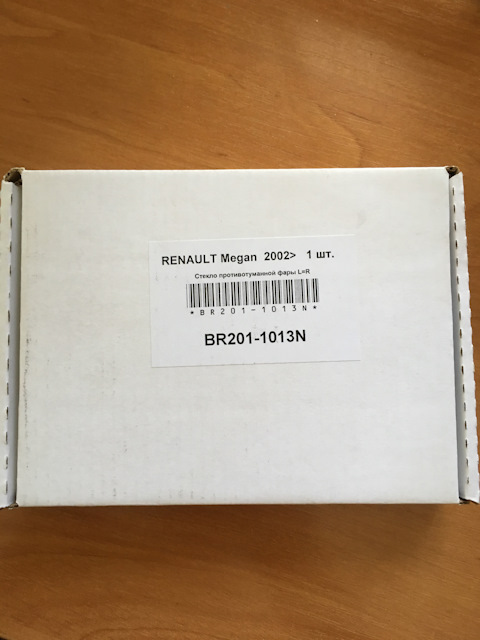 RENAULT Megan 2002> 1 шт.
Стекло противотуманной фары L=R
*BR201-1013N*
BR201-1013N